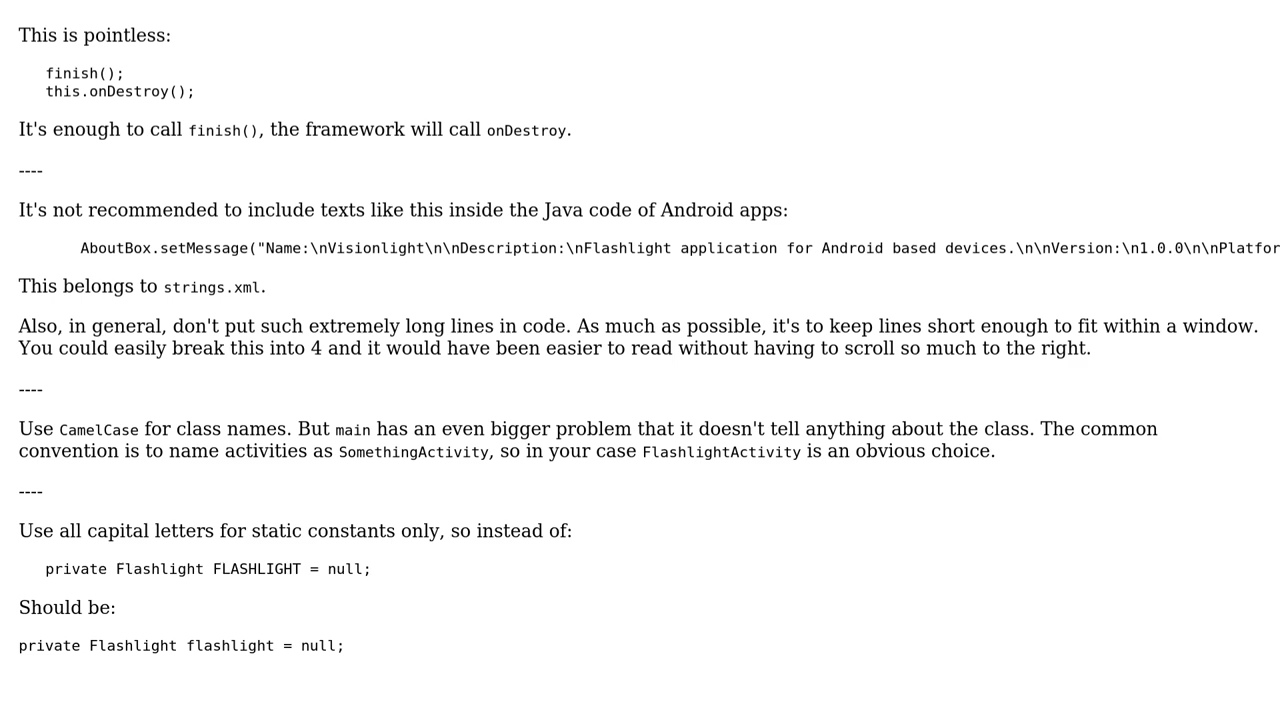 This is pointless:
finish();
this.onDestroy();
It's enough to call finish(), the framework will call onDestroy.
----
It's not recommended to include texts like this inside the Java code of Android apps:
AboutBox.setMessage("Name:\nVisionlight\n\nDescription:\nFlashlight application for Android based devices.\n\nVersion:\n1.0.0\n\nPlatfor
This belongs to strings.xml.
Also, in general, don't put such extremely long lines in code. As much as possible, it's to keep lines short enough to fit within a window.
You could easily break this into 4 and it would have been easier to read without having to scroll so much to the right.
----
Use CamelCase for class names. But main has an even bigger problem that it doesn't tell anything about the class. The common
convention is to name activities as SomethingActivity, so in your case FlashlightActivity is an obvious choice.
----
Use all capital letters for static constants only, so instead of:
private Flashlight FLASHLIGHT = null;
Should be:
private Flashlight flashlight = null;